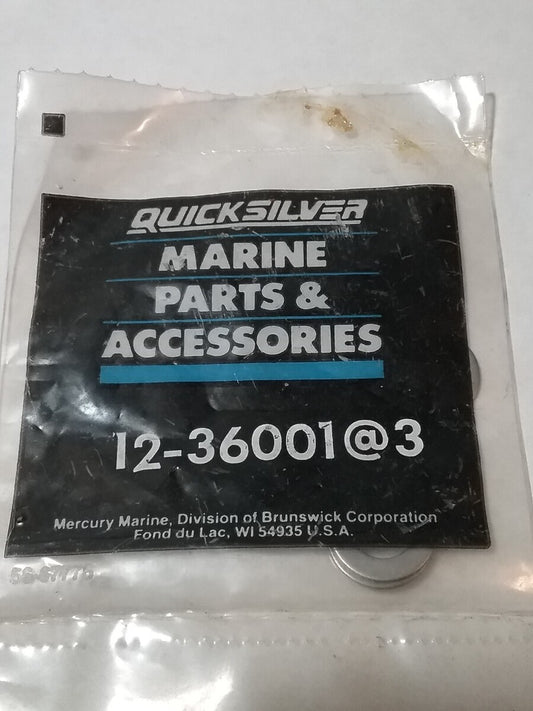 QUICKSILVER
MARINE
PARTS &
ACCESSORIES
12-36001@3
Mercury Marine, Division of Brunswick Corporation
Fond du Lac, WI 54935 U.S.A.